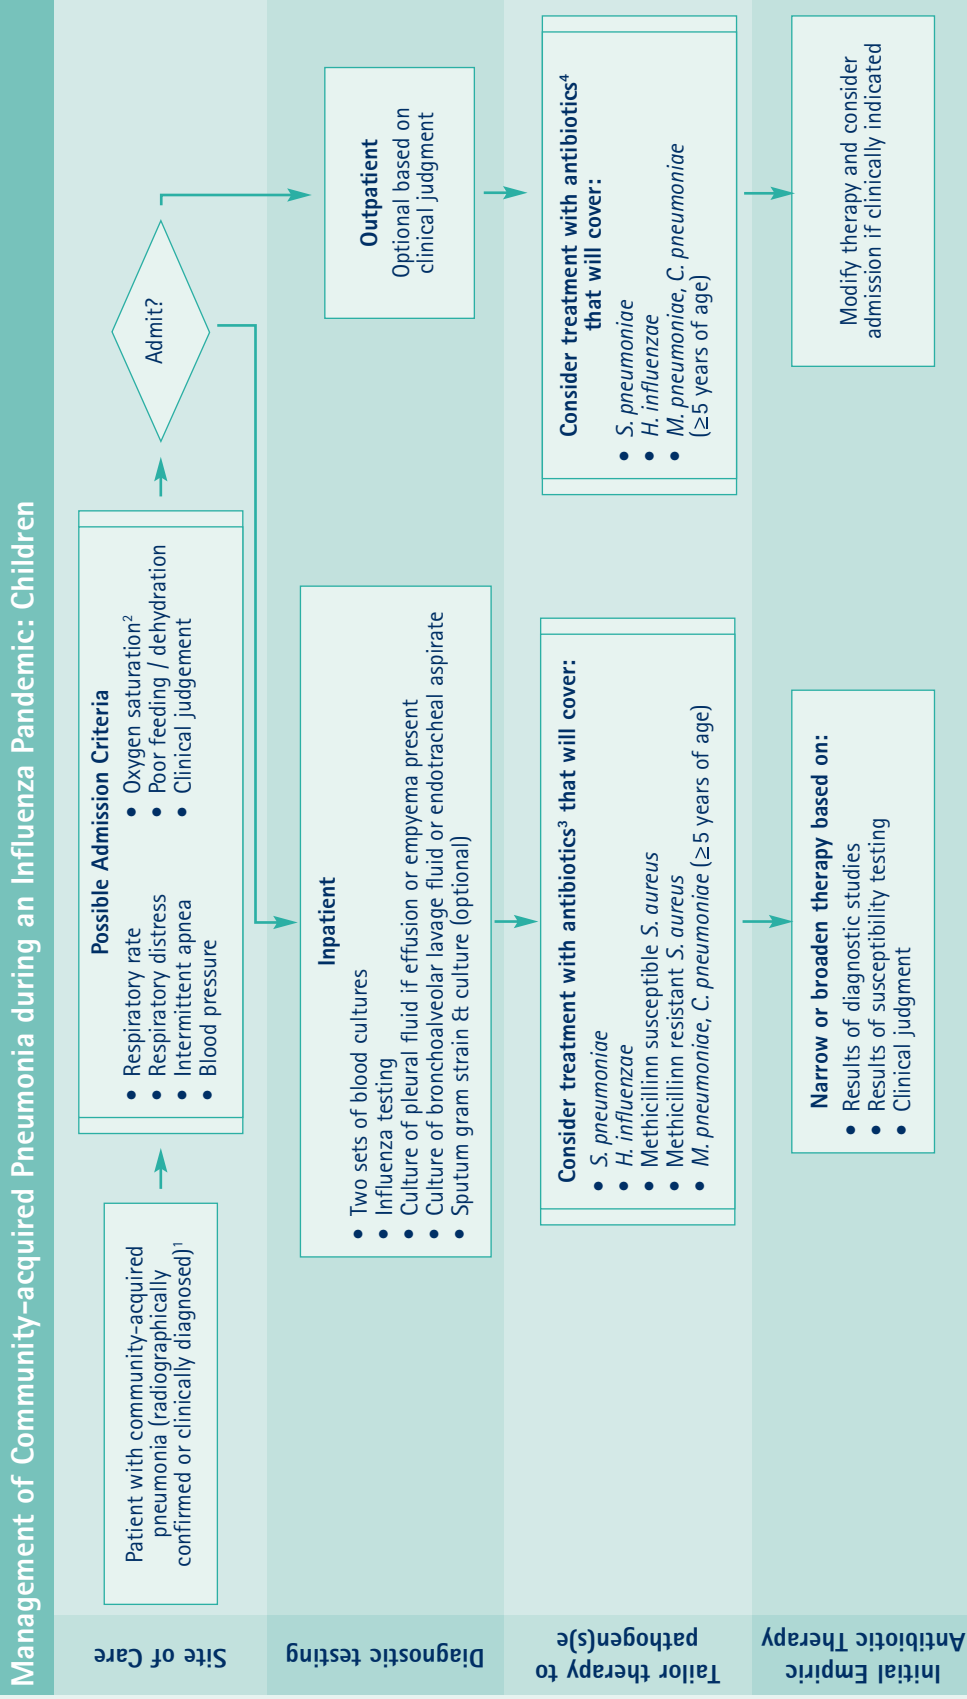 Management of Community-acquired Pneumonia during an Influenza Pandemic: Children
Site of Care
Patient with community-acquired
pneumonia (radiographically
confirmed or clinically diagnosed)1
Possible Admission Criteria
• Respiratory rate
• Respiratory distress
• Intermittent apnea
• Blood pressure
• Oxygen saturation2
• Poor feeding / dehydration
• Clinical judgement
Admit?
Diagnostic testing
Inpatient
• Two sets of blood cultures
• Influenza testing
• Culture of pleural fluid if effusion or empyema present
• Culture of bronchoalveolar lavage fluid or endotracheal aspirate
• Sputum gram strain & culture (optional)
Outpatient
Optional based on
clinical judgment
Tailor therapy to
pathogen(s)e
Consider treatment with antibiotics3 that will cover:
• S. pneumoniae
• H. influenzae
• Methicillinn susceptible S. aureus
• Methicillinn resistant S. aureus
• M. pneumoniae, C. pneumoniae (≥5 years of age)
Consider treatment with antibiotics4
that will cover:
• S. pneumoniae
• H. influenzae
• M. pneumoniae, C. pneumoniae
(≥5 years of age)
Initial Empiric
Antibiotic Therapy
Narrow or broaden therapy based on:
• Results of diagnostic studies
• Results of susceptibility testing
• Clinical judgment
Modify therapy and consider
admission if clinically indicated